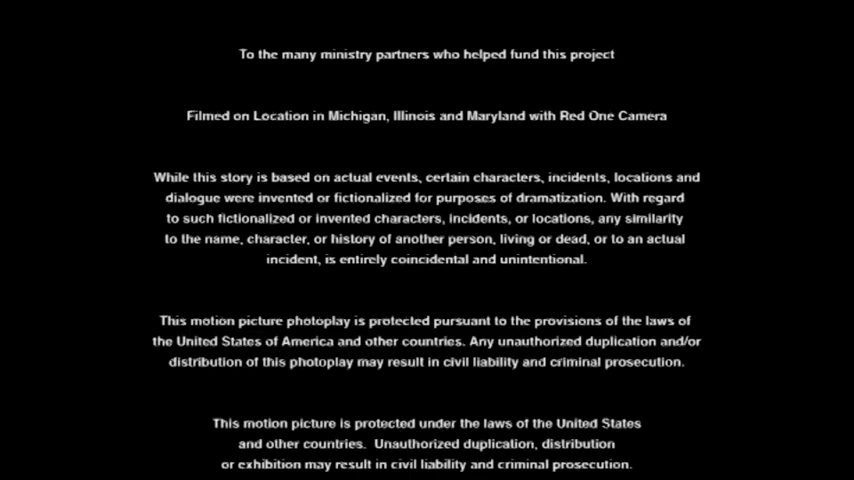 To the many ministry partners who helped fund this project
Filmed on Location in Michigan, Illinois and Maryland with Red One Camera
While this story is based on actual events, certain characters, incidents, locations and
dialogue were invented or fictionalized for purposes of dramatization. With regard
to such fictionalized or invented characters, incidents, or locations, any similarity
to the name, character, or history of another person, living or dead, or to an actual
incident, is entirely coincidental and unintentional.
This motion picture photoplay is protected pursuant to the provisions of the laws of
the United States of America and other countries. Any unauthorized duplication and/or
distribution of this photoplay may result in civil liability and criminal prosecution.
This motion picture is protected under the laws of the United States
and other countries. Unauthorized duplication, distribution
or exhibition may result in civil liability and criminal prosecution.